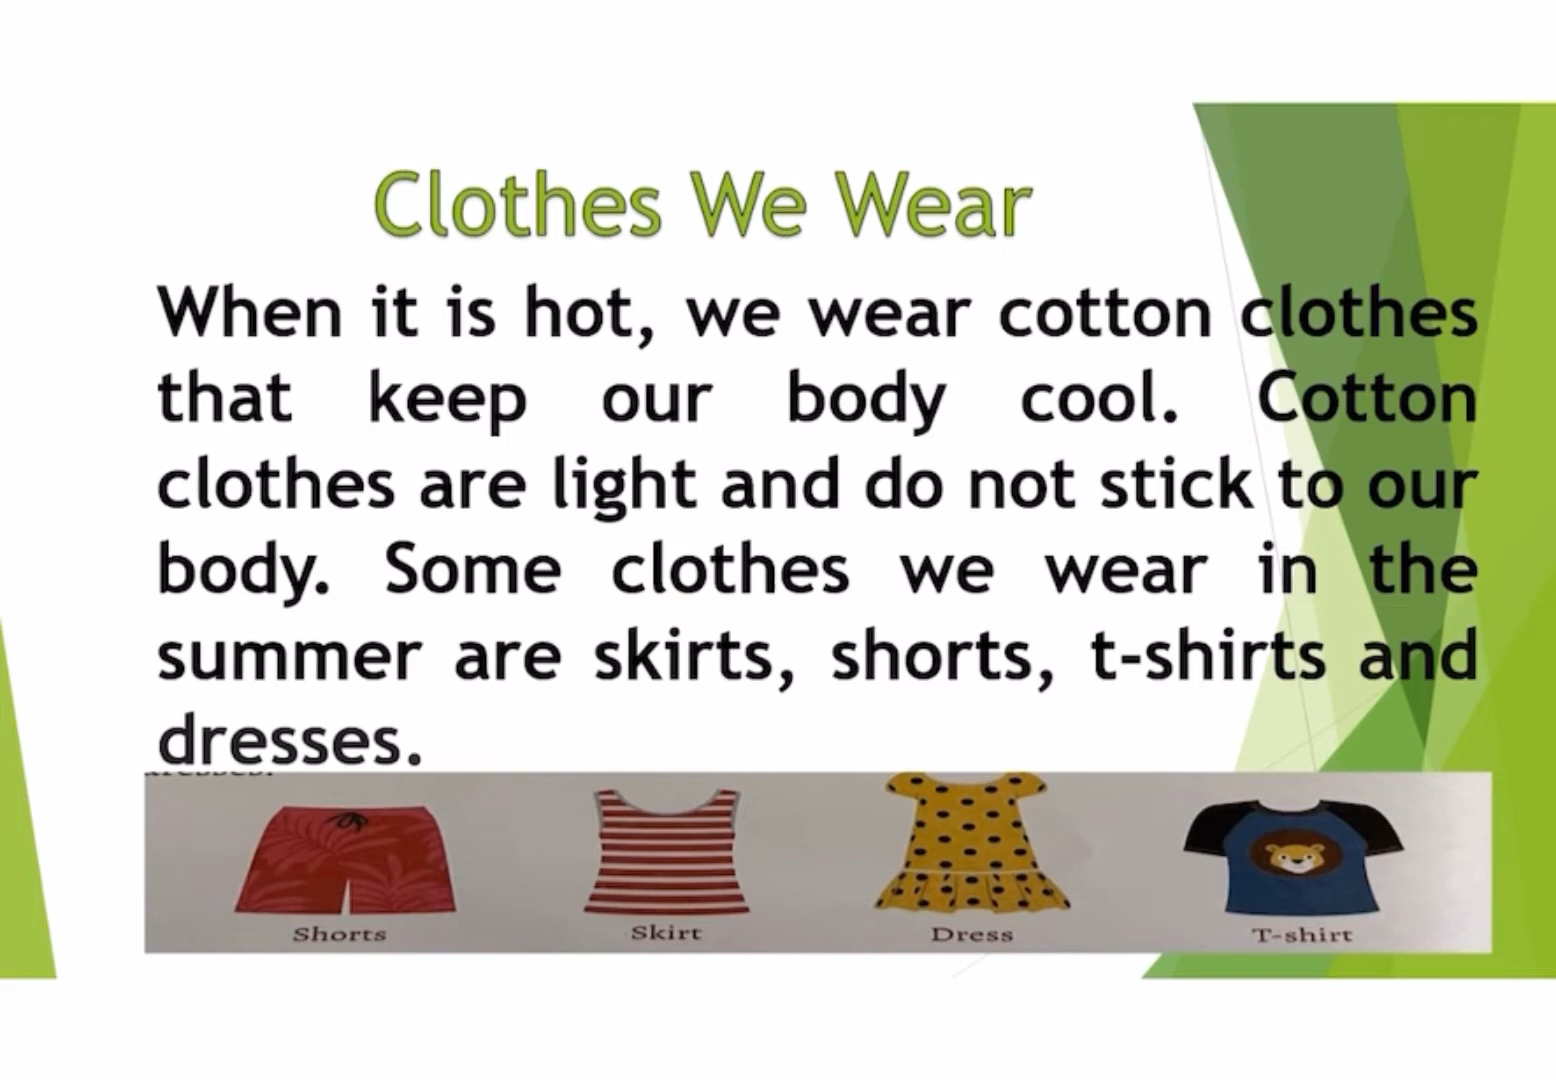 Clothes We Wear
When it is hot, we wear cotton clothes
that keep our body cool. Cotton
clothes are light and do not stick to our
body. Some clothes we wear in the
summer are skirts, shorts, t-shirts and
dresses.
Shorts Skirt Dress T-shirt